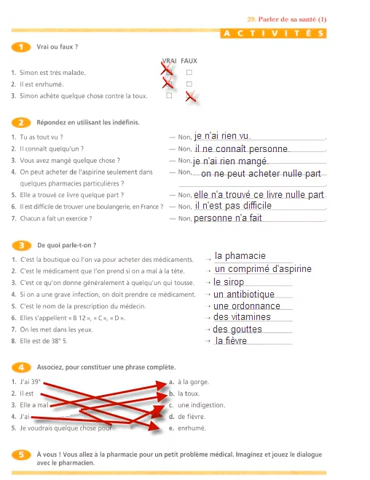 29. Parler de sa santé (1)
ACTIVITÉS
1 Vrai ou faux ?
VRAI FAUX
1. Simon est très malade.
2. Il est enrhumé.
3. Simon achète quelque chose contre la toux.
2 Répondez en utilisant les indéfinis.
1. Tu as tout vu ? — Non, je n'ai rien vu.
2. Il connaît quelqu'un ? — Non, il ne connaît personne.
3. Vous avez mangé quelque chose ? — Non, je n'ai rien mangé.
4. On peut acheter de l'aspirine seulement dans — Non, on ne peut acheter nulle part
quelques pharmacies particulières ?
5. Elle a trouvé ce livre quelque part ? — Non, elle n'a trouvé ce livre nulle part
6. Il est difficile de trouver une boulangerie, en France ? — Non, il n'est pas difficile
7. Chacun a fait un exercice ? — Non, personne n'a fait
3 De quoi parle-t-on ?
1. C'est la boutique où l'on va pour acheter des médicaments. → la phamacie
2. C'est le médicament que l'on prend si on a mal à la tête. → un comprimé d'aspirine
3. C'est ce qu'on donne généralement à quelqu'un qui tousse. → le sirop
4. Si on a une grave infection, on doit prendre ce médicament. → un antibiotique
5. C'est le nom de la prescription du médecin. → une ordonnance
6. Elles s'appellent « B 12 », « C », « D ». → des vitamines
7. On les met dans les yeux. → des gouttes
8. Elle est de 38° 5. → la fièvre
4 Associez, pour constituer une phrase complète.
1. J'ai 39° a. à la gorge.
2. Il est b. la toux.
3. Elle a mal c. une indigestion.
4. J'ai d. de fièvre.
5. Je voudrais quelque chose pour e. enrhumé.
5 À vous ! Vous allez à la pharmacie pour un petit problème médical. Imaginez et jouez le dialogue
avec le pharmacien.